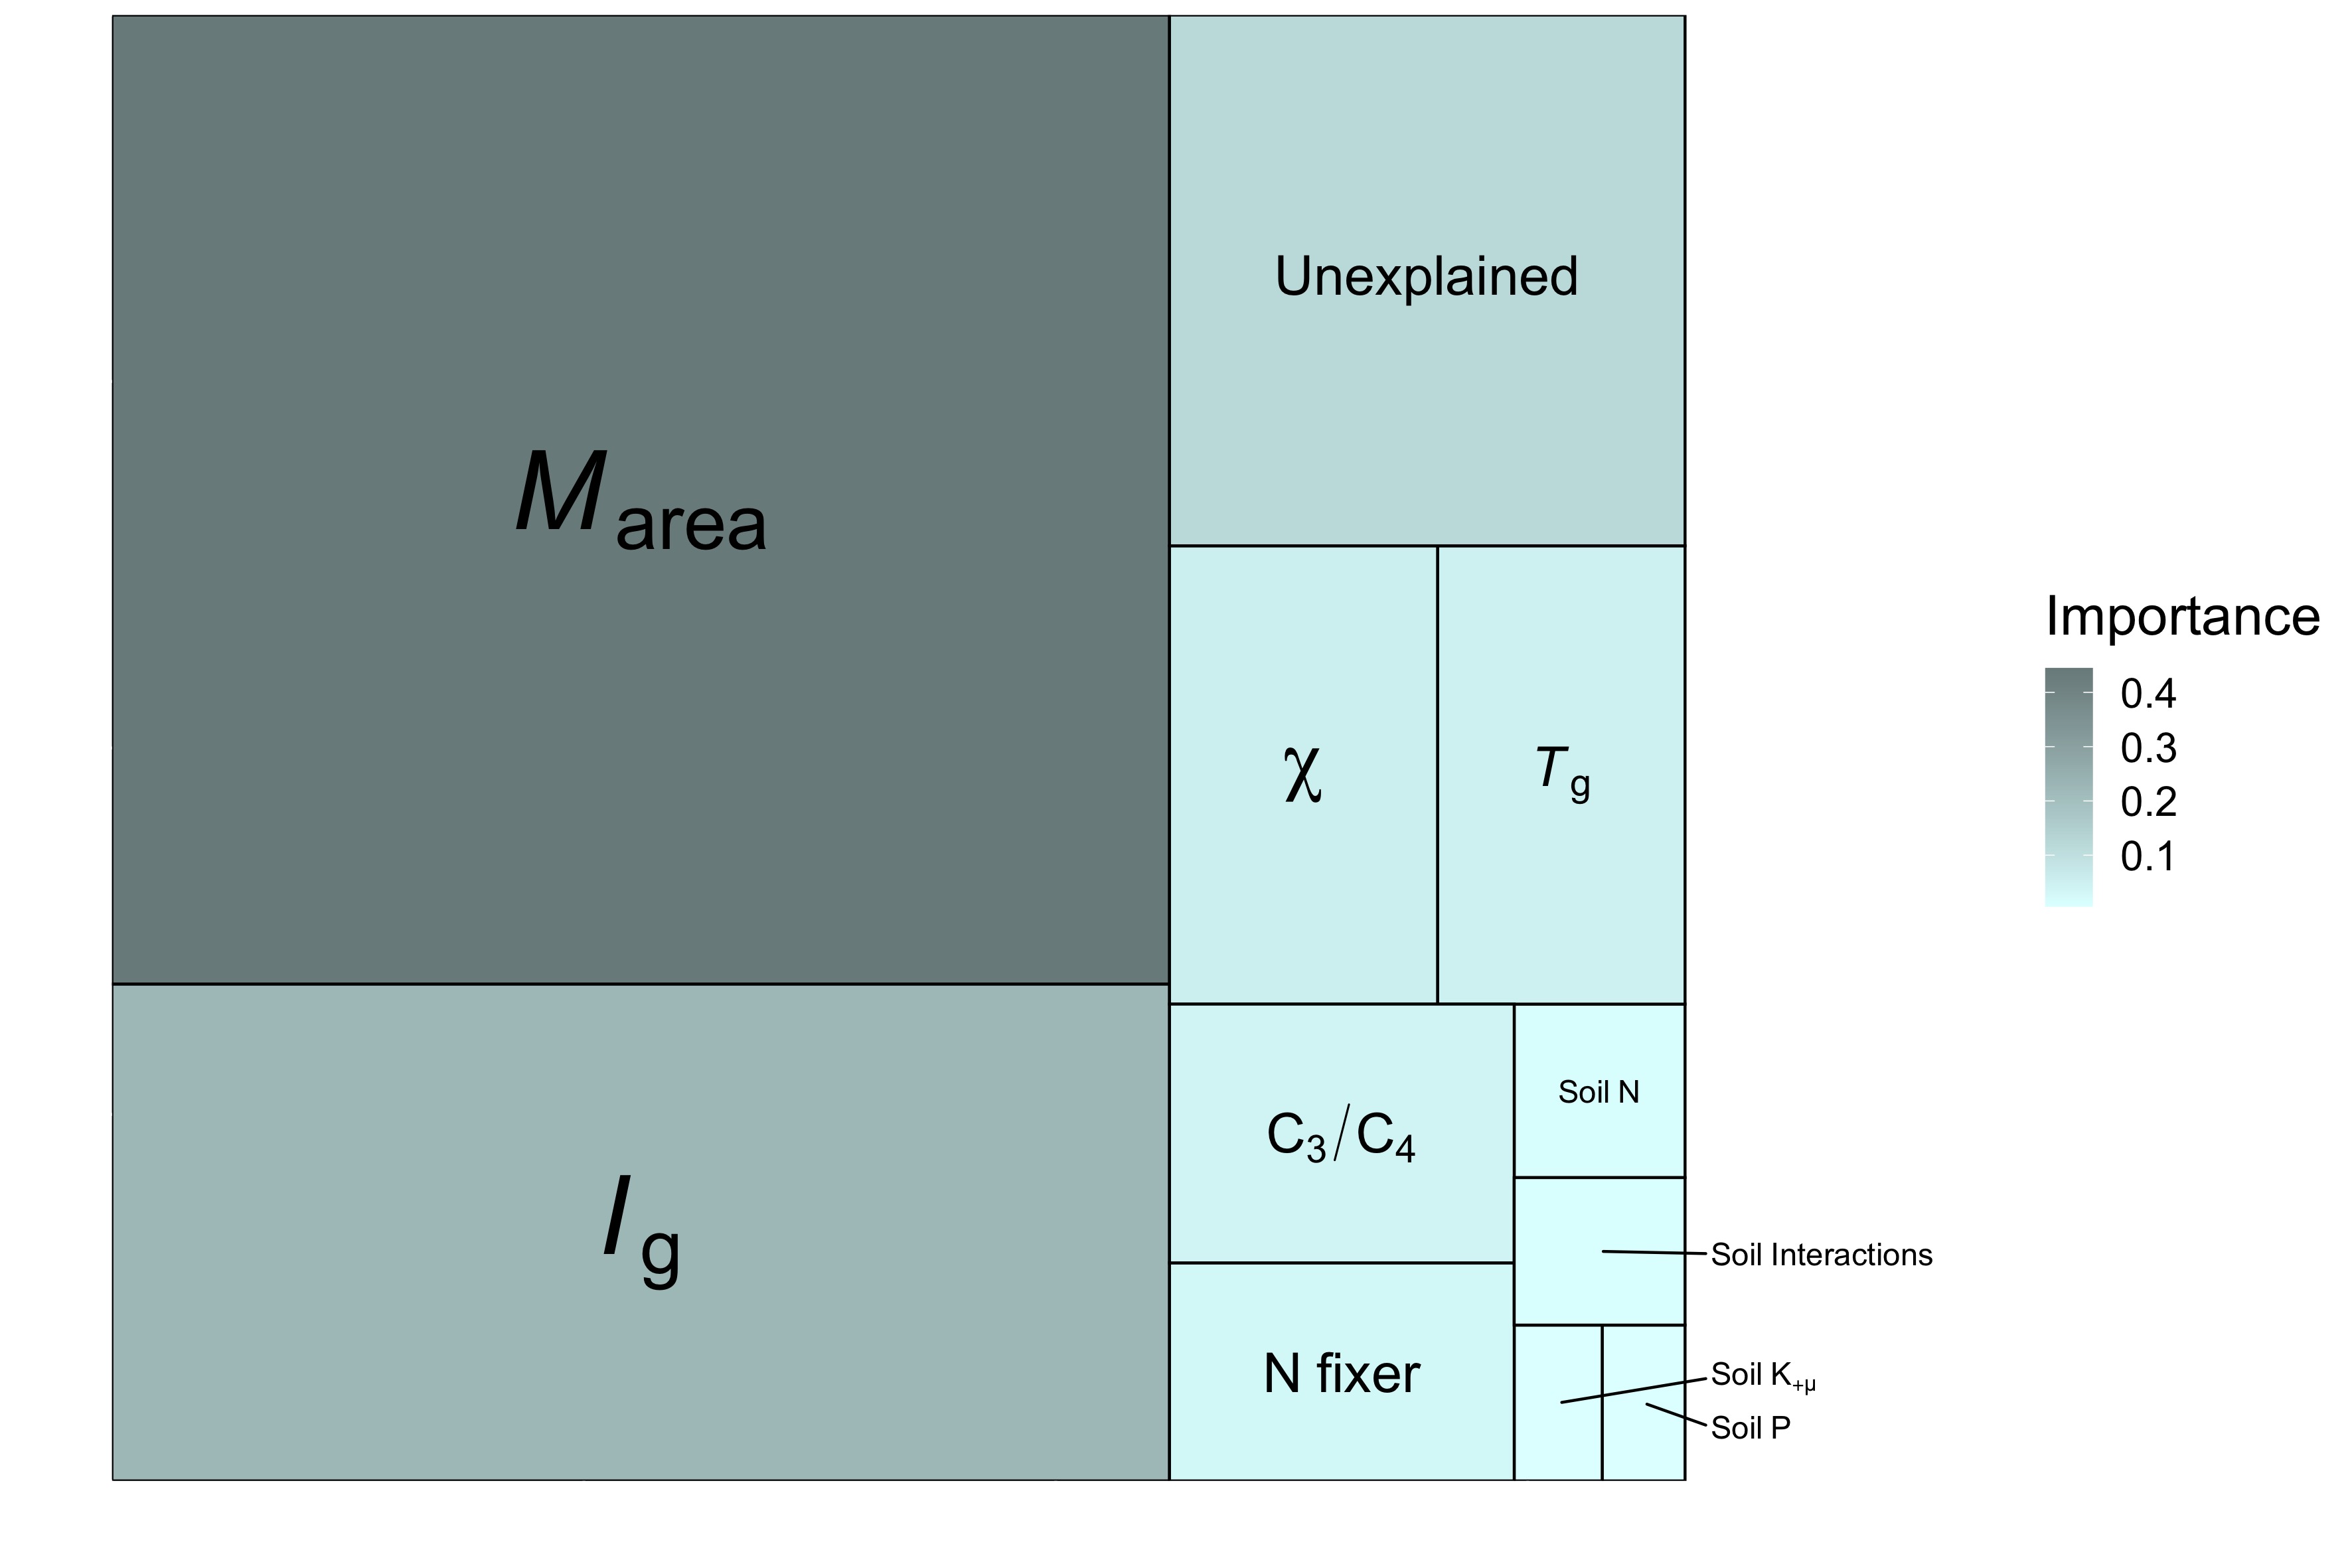 Unexplained
M area
χ
T g
Importance
0.4
0.3
0.2
0.1
C₃/C₄
Soil N
I g
Soil Interactions
N fixer
Soil K₊μ
Soil P